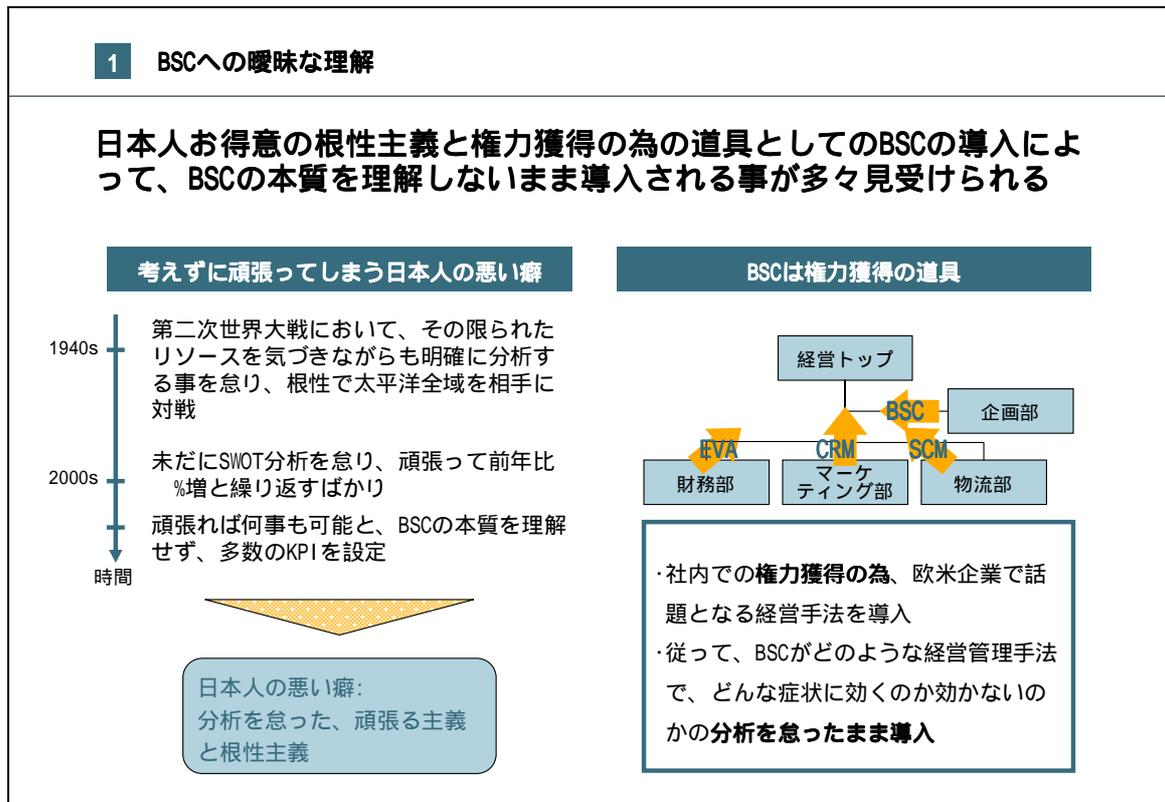 1 BSCへの曖昧な理解
日本人お得意の根性主義と権力獲得の為の道具としてのBSCの導入によ
って、BSCの本質を理解しないまま導入される事が多々見受けられる
考えずに頑張ってしまう日本人の悪い癖
1940s
第二次世界大戦において、その限られた
リソースを気づきながらも明確に分析す
る事を怠り、根性で太平洋全域を相手に
対戦
2000s
未だにSWOT分析を怠り、頑張って前年比
%増と繰り返すばかり
頑張れば何事も可能と、BSCの本質を理解
せず、多数のKPIを設定
時間
日本人の悪い癖:
分析を怠った、頑張る主義
と根性主義
BSCは権力獲得の道具
経営トップ
BSC
企画部
EVA
CRM
SCM
財務部
マーケ
ティング部
物流部
・社内での権力獲得の為、欧米企業で話
題となる経営手法を導入
・従って、BSCがどのような経営管理手法
で、どんな症状に効くのか効かないの
かの分析を怠ったまま導入